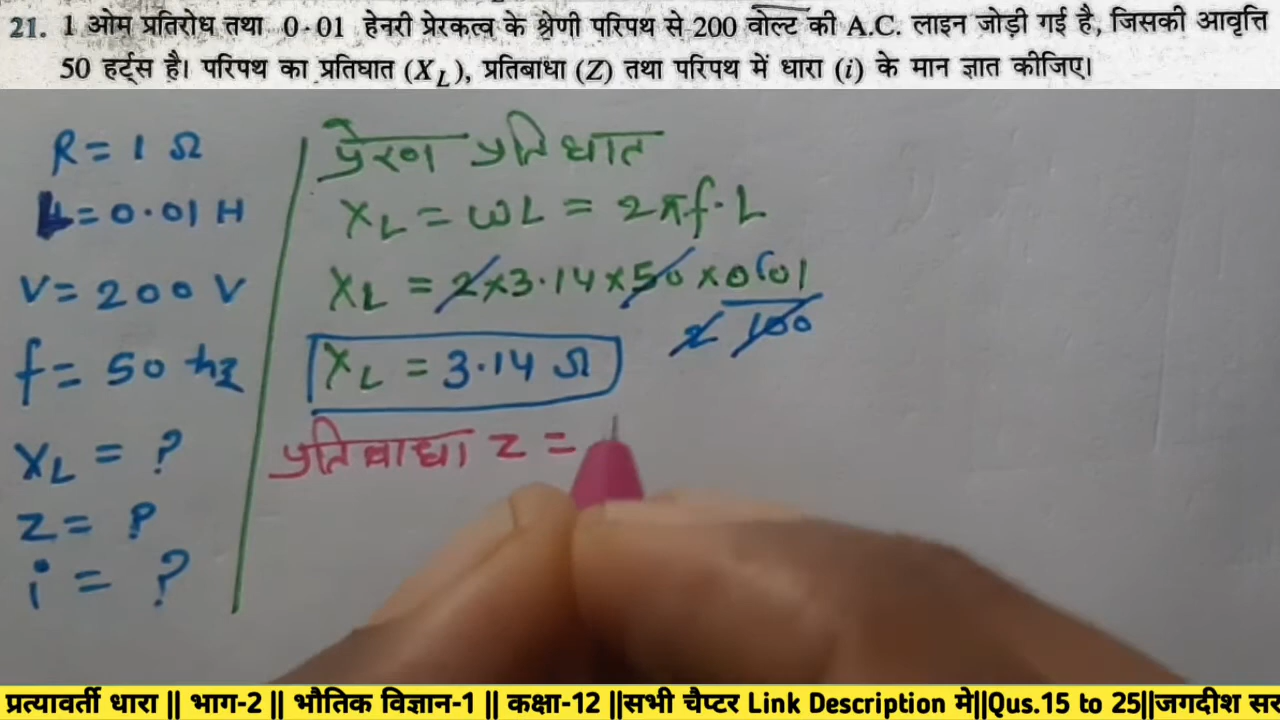 21. 1 ओम प्रतिरोध तथा 0·01 हेनरी प्रेरकत्व के श्रेणी परिपथ से 200 वोल्ट की A.C. लाइन जोड़ी गई है, जिसकी आवृत्ति
50 हर्ट्स है। परिपथ का प्रतिघात (X_L), प्रतिबाधा (Z) तथा परिपथ में धारा (i) के मान ज्ञात कीजिए।
R = 1 Ω
L = 0.01 H
V = 200 V
f = 50 hz
X_L = ?
Z = ?
i = ?
प्रेरण प्रतिघात
X_L = ωL = 2πf·L
X_L = 2×3.14×50×0.01
2 100
X_L = 3.14 Ω
प्रतिबाधा Z =
प्रत्यावर्ती धारा || भाग-2 || भौतिक विज्ञान-1 || कक्षा-12 ||सभी चैप्टर Link Description मे||Qus.15 to 25||जगदीश